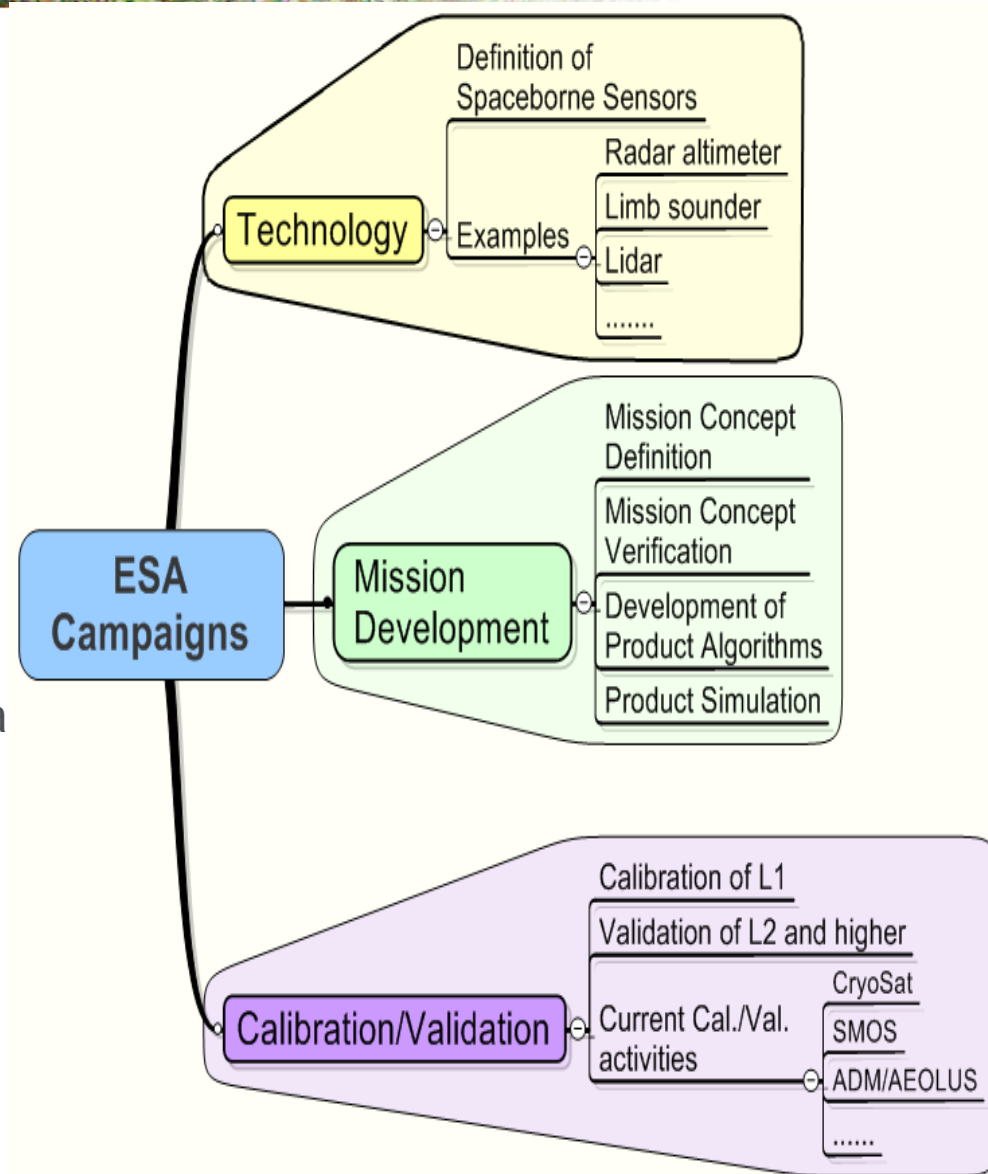 Definition of
Spaceborne Sensors
Technology
Examples
Radar altimeter
Limb sounder
Lidar
.......
ESA
Campaigns
Mission
Development
Mission Concept
Definition
Mission Concept
Verification
Development of
Product Algorithms
Product Simulation
a
Calibration/Validation
Calibration of L1
Validation of L2 and higher
Current Cal./Val.
activities
CryoSat
SMOS
ADM/AEOLUS
......